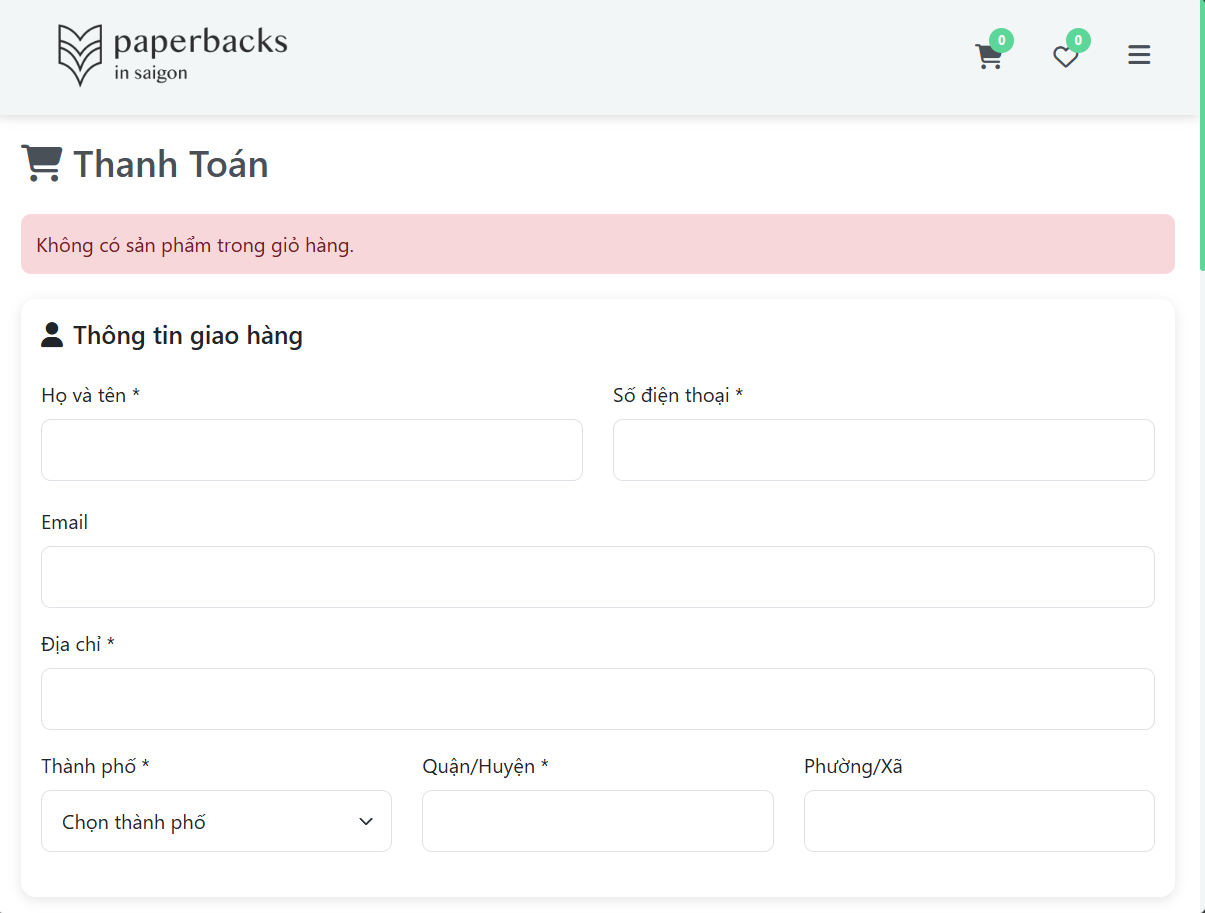 paperbacks
in saigon
0
0
Thanh Toán
Không có sản phẩm trong giỏ hàng.
Thông tin giao hàng
Họ và tên *
Số điện thoại *
Email
Địa chỉ *
Thành phố *
Quận/Huyện *
Phường/Xã
Chọn thành phố